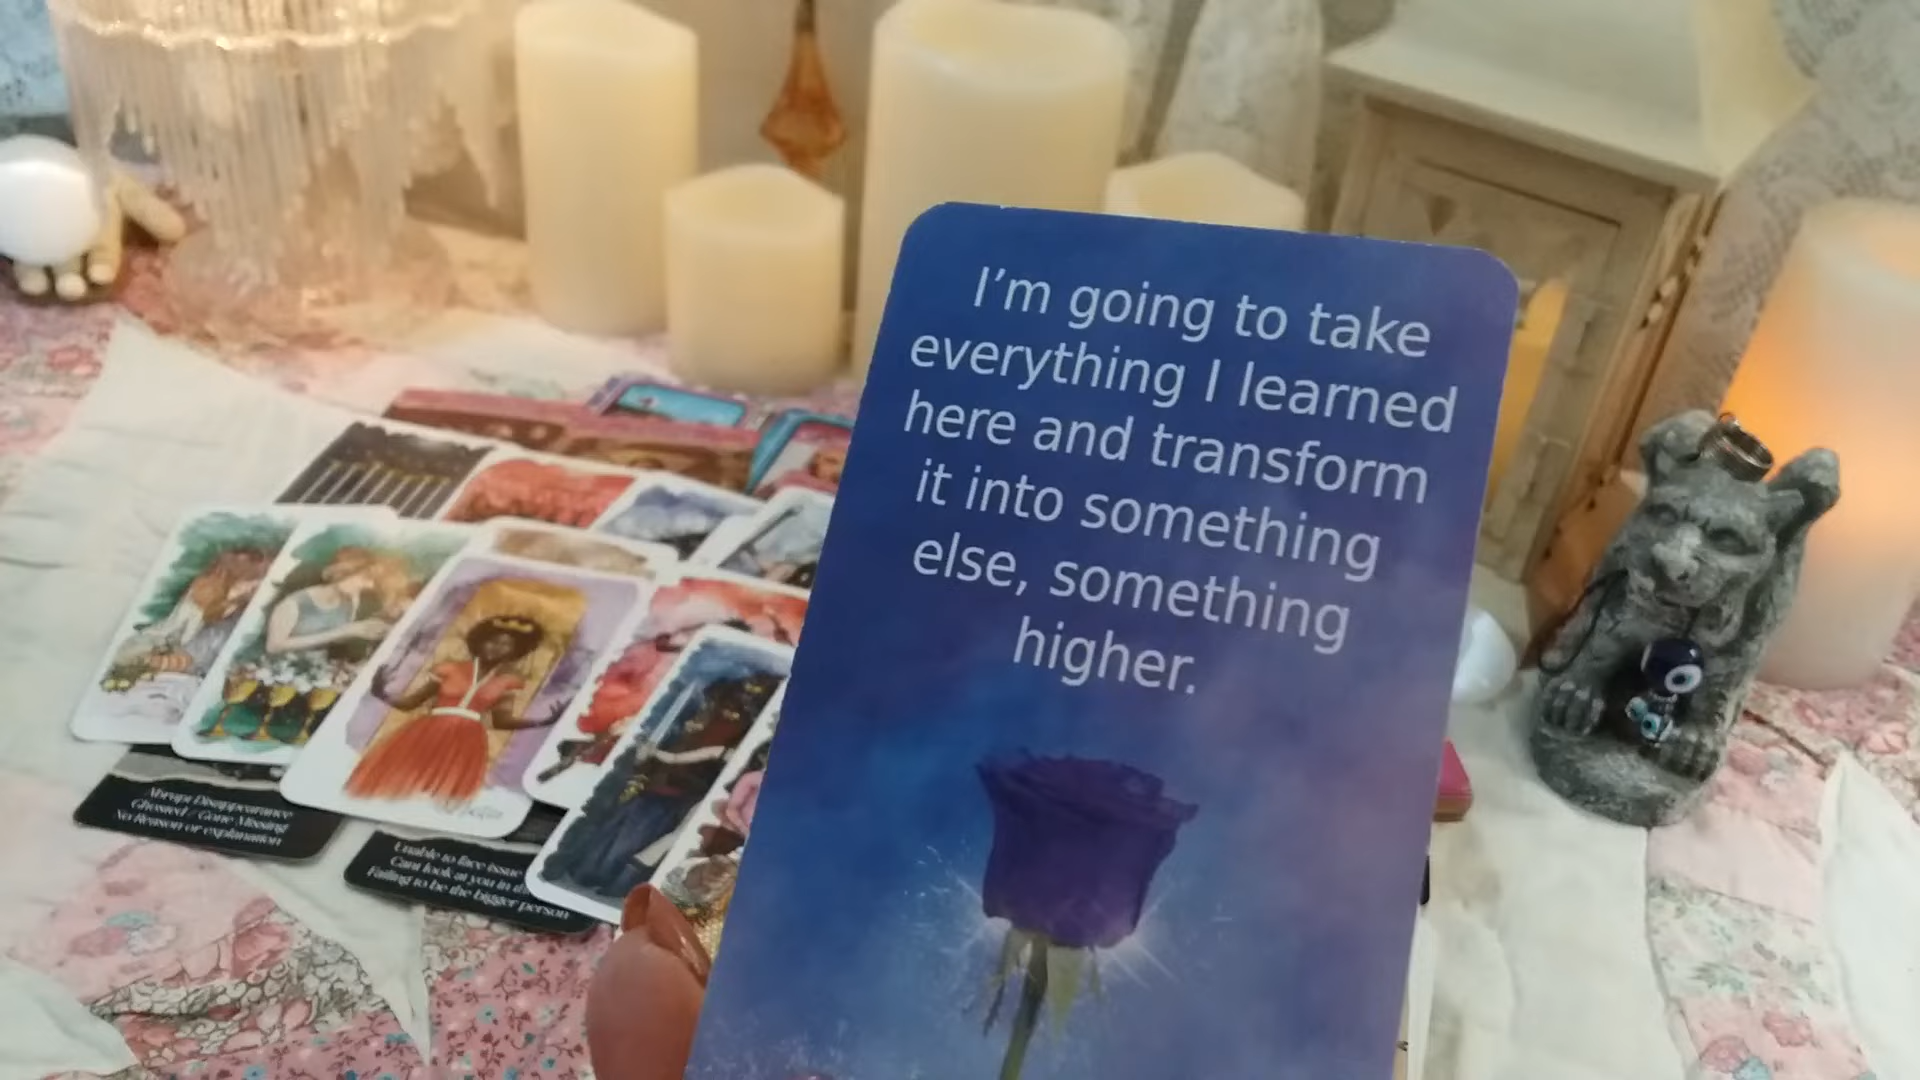 I’m going to take
everything I learned
here and transform
it into something
else, something
higher.
Abrupt Disappearance
Ghosted / Gone Missing
No Reason or explanation
Unable to face issue
Cant look at you in the
Failing to be the bigger person